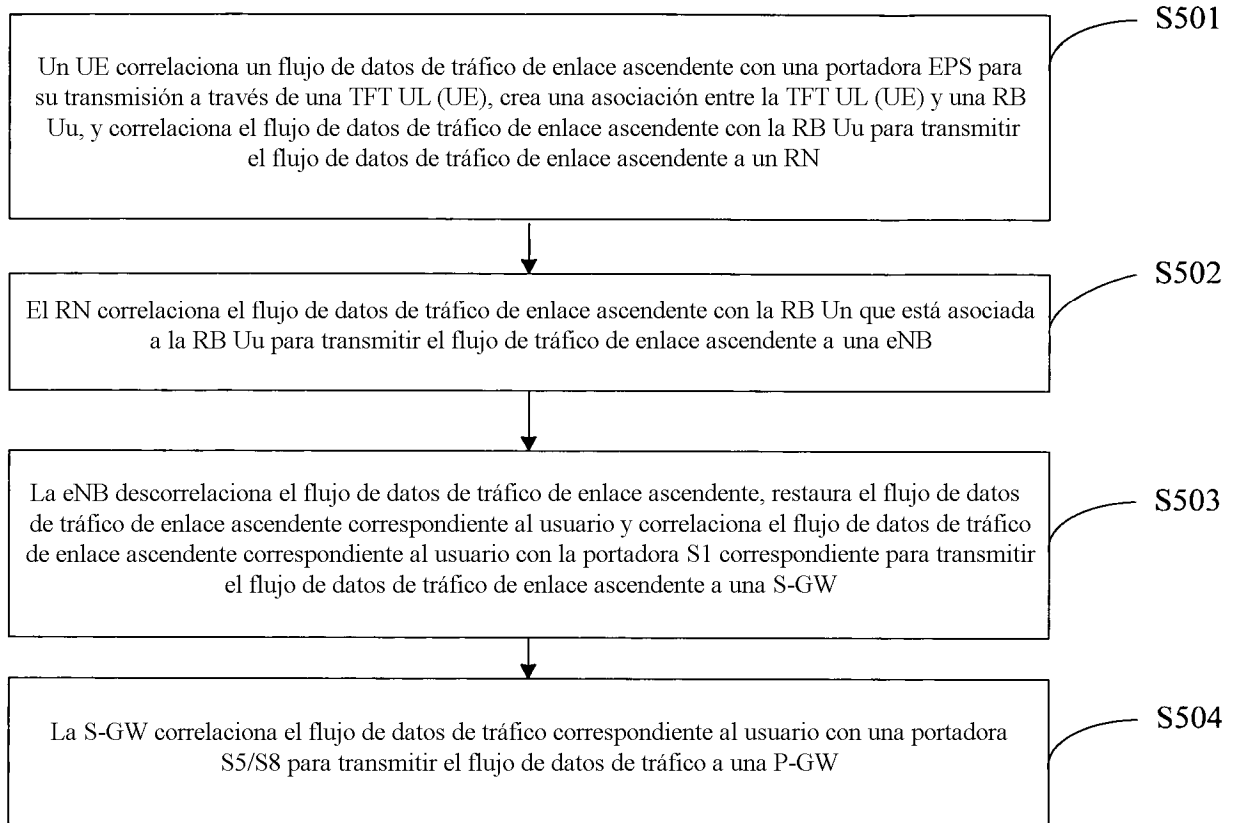 S501
Un UE correlaciona un flujo de datos de tráfico de enlace ascendente con una portadora EPS para
su transmisión a través de una TFT UL (UE), crea una asociación entre la TFT UL (UE) y una RB
Uu, y correlaciona el flujo de datos de tráfico de enlace ascendente con la RB Uu para transmitir
el flujo de datos de tráfico de enlace ascendente a un RN
S502
El RN correlaciona el flujo de datos de tráfico de enlace ascendente con la RB Un que está asociada
a la RB Uu para transmitir el flujo de tráfico de enlace ascendente a una eNB
S503
La eNB descorrelaciona el flujo de datos de tráfico de enlace ascendente, restaura el flujo de datos
de tráfico de enlace ascendente correspondiente al usuario y correlaciona el flujo de datos de tráfico
de enlace ascendente correspondiente al usuario con la portadora S1 correspondiente para transmitir
el flujo de datos de tráfico de enlace ascendente a una S-GW
S504
La S-GW correlaciona el flujo de datos de tráfico correspondiente al usuario con una portadora
S5/S8 para transmitir el flujo de datos de tráfico a una P-GW